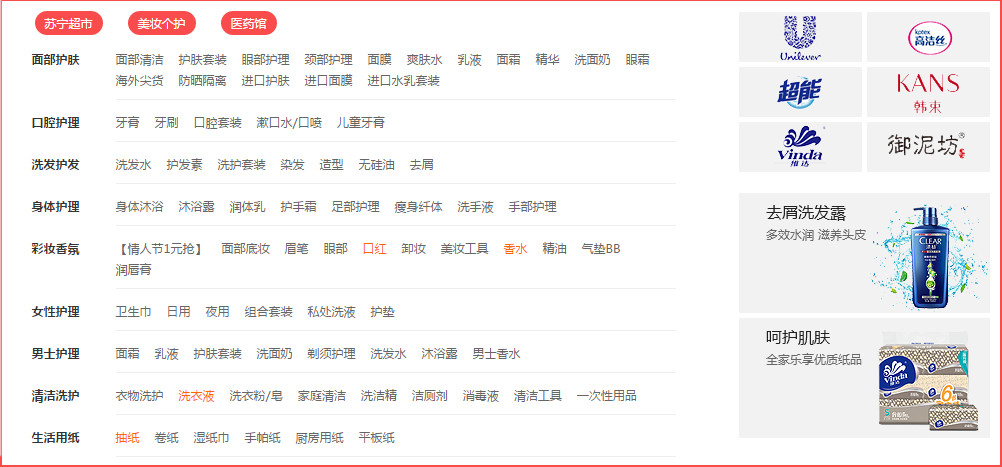 苏宁超市 美妆个护 医药馆
面部护肤 面部清洁 护肤套装 眼部护理 颈部护理 面膜 爽肤水 乳液 面霜 精华 洗面奶 眼霜
海外尖货 防晒隔离 进口护肤 进口面膜 进口水乳套装
口腔护理 牙膏 牙刷 口腔套装 漱口水/口喷 儿童牙膏
洗发护发 洗发水 护发素 洗护套装 染发 造型 无硅油 去屑
身体护理 身体沐浴 沐浴露 润体乳 护手霜 足部护理 瘦身纤体 洗手液 手部护理
彩妆香氛 【情人节1元抢】 面部底妆 眉笔 眼部 口红 卸妆 美妆工具 香水 精油 气垫BB
润唇膏
女性护理 卫生巾 日用 夜用 组合套装 私处洗液 护垫
男士护理 面霜 乳液 护肤套装 洗面奶 剃须护理 洗发水 沐浴露 男士香水
清洁洗护 衣物洗护 洗衣液 洗衣粉/皂 家庭清洁 洗洁精 洁厕剂 消毒液 清洁工具 一次性用品
生活用纸 抽纸 卷纸 湿纸巾 手帕纸 厨房用纸 平板纸
Unilever
kotex
高洁丝
超能
KANS
韩束
Vinda
维达
御泥坊
去屑洗发露
多效水润 滋养头皮
CLEAR
呵护肌肤
全家乐享优质纸品
Vinda
维达
6